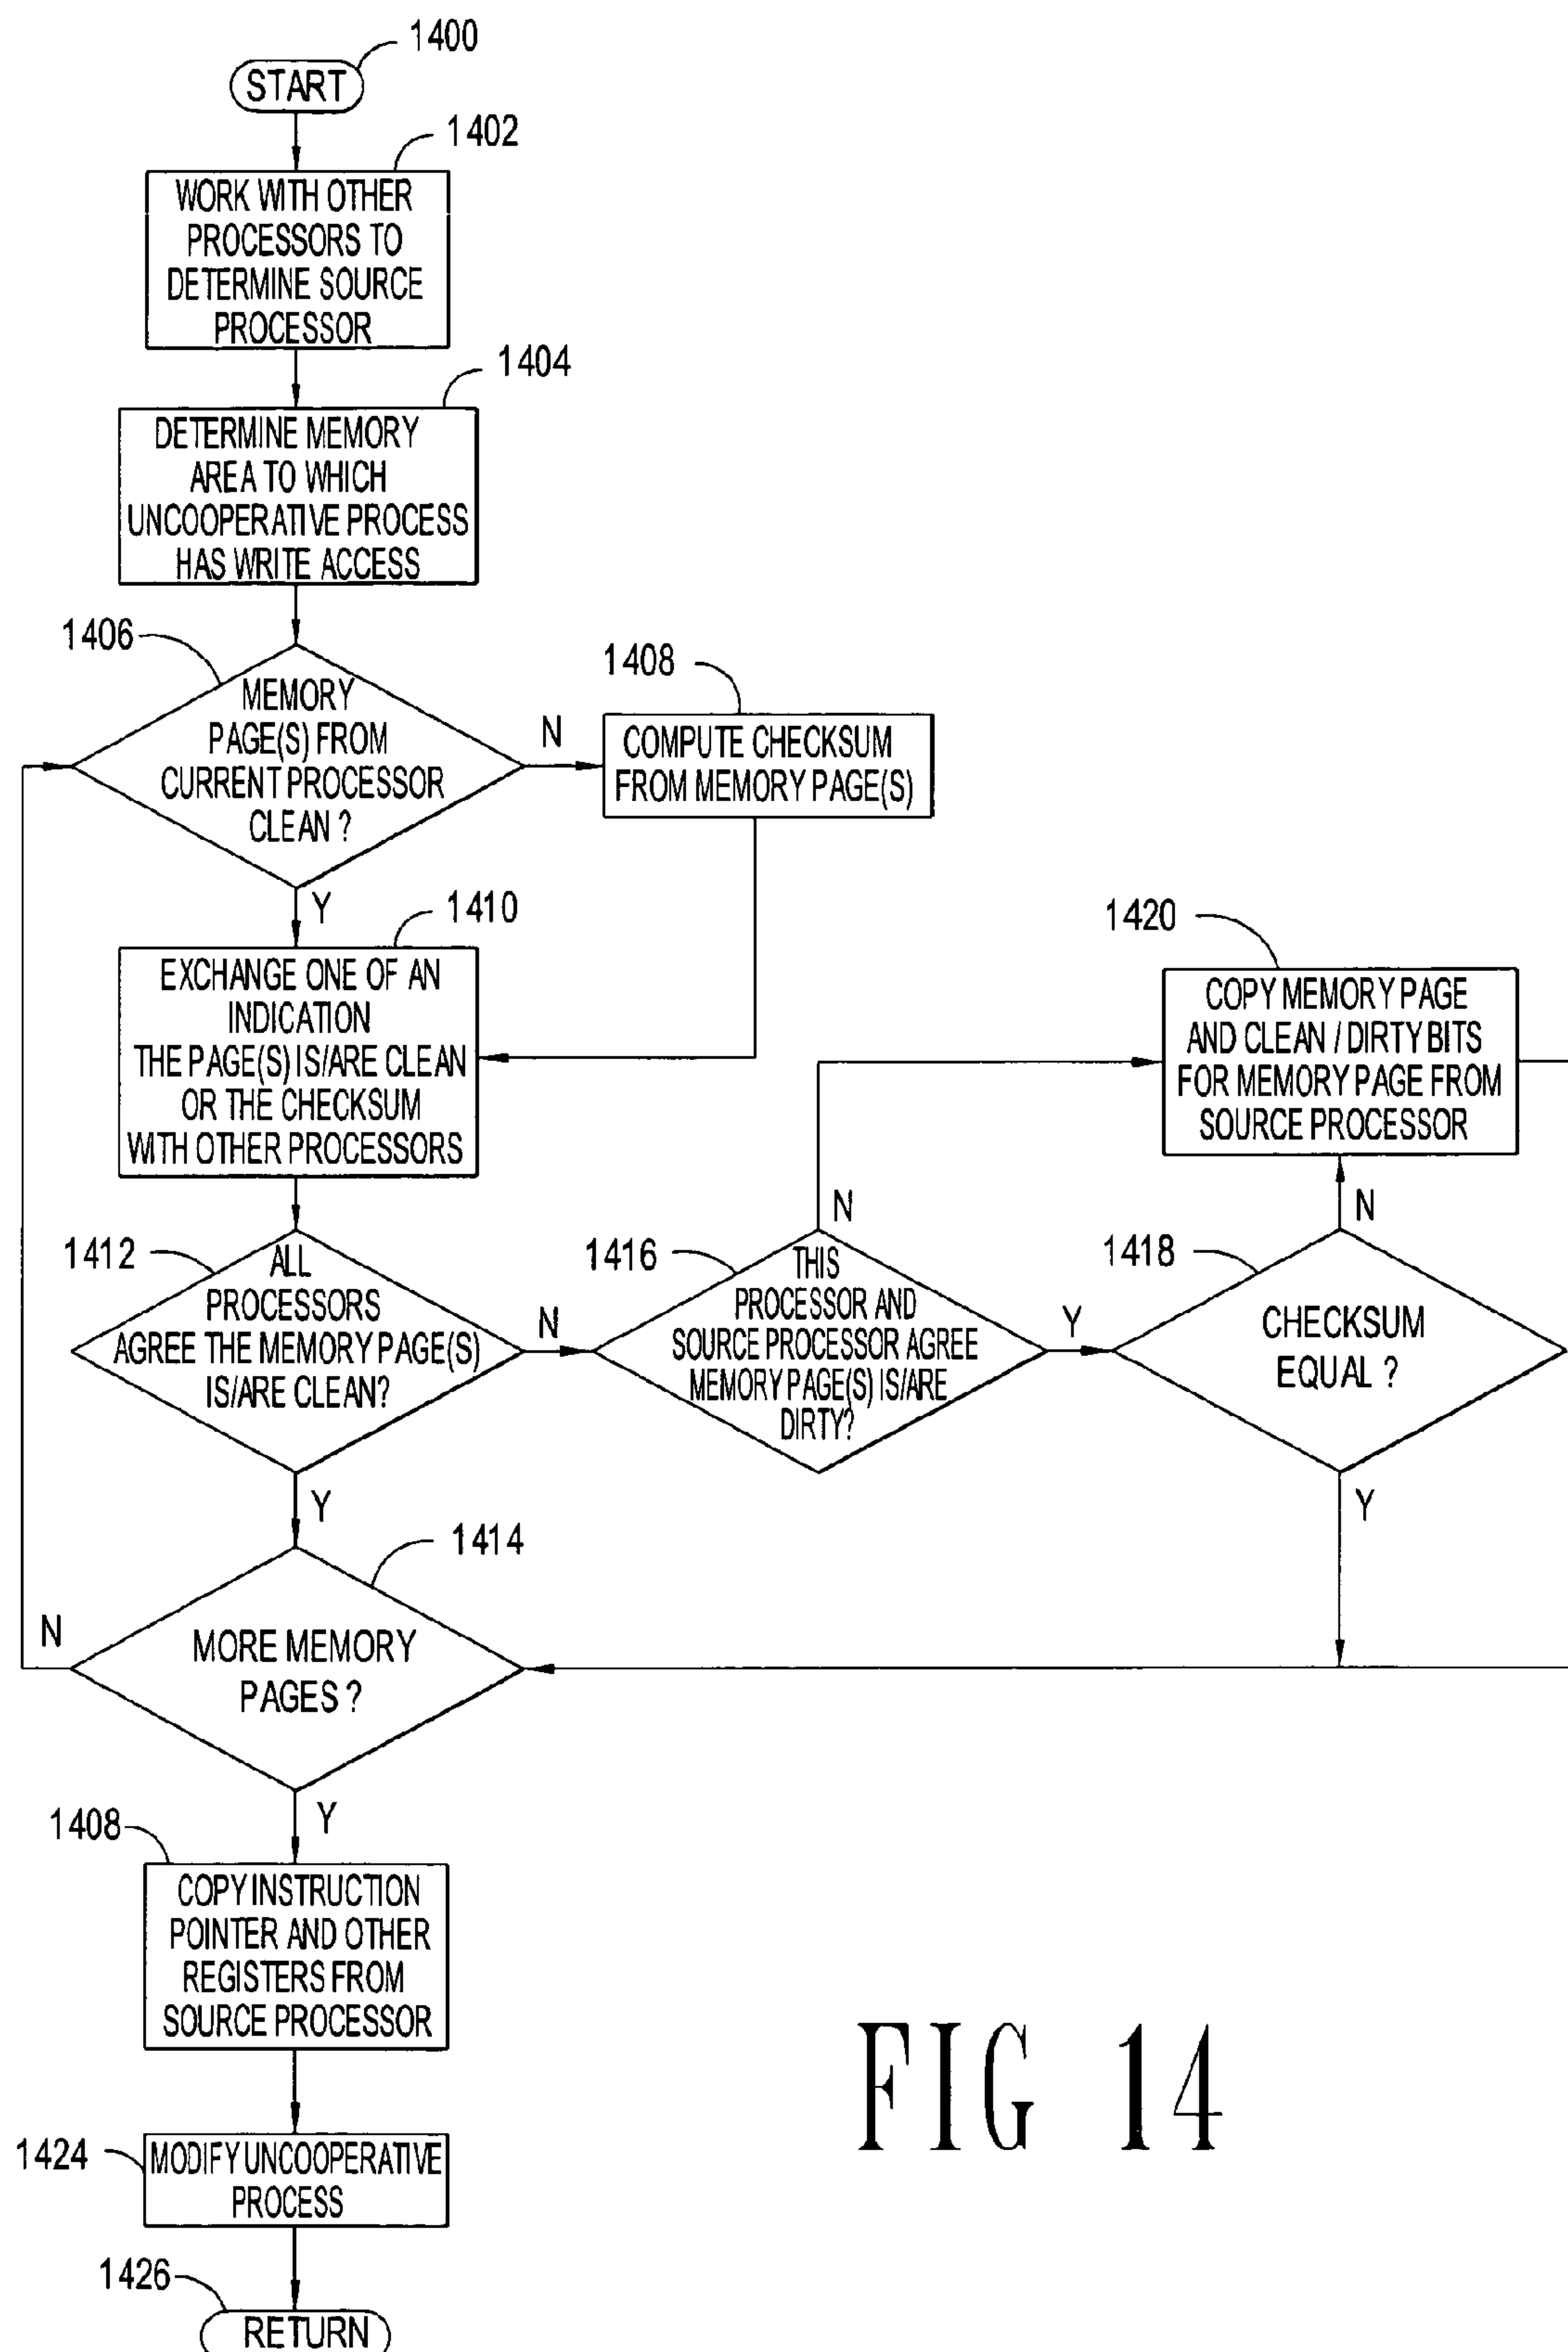 1400
START
1402
WORK WITH OTHER
PROCESSORS TO
DETERMINE SOURCE
PROCESSOR
1404
DETERMINE MEMORY
AREA TO WHICH
UNCOOPERATIVE PROCESS
HAS WRITE ACCESS
1406
MEMORY
PAGE(S) FROM
CURRENT PROCESSOR
CLEAN ?
N
1408
COMPUTE CHECKSUM
FROM MEMORY PAGE(S)
Y
1410
EXCHANGE ONE OF AN
INDICATION
THE PAGE(S) IS/ARE CLEAN
OR THE CHECKSUM
WITH OTHER PROCESSORS
1420
COPY MEMORY PAGE
AND CLEAN / DIRTY BITS
FOR MEMORY PAGE FROM
SOURCE PROCESSOR
1412
ALL
PROCESSORS
AGREE THE MEMORY PAGE(S)
IS/ARE CLEAN?
N
1416
THIS
PROCESSOR AND
SOURCE PROCESSOR AGREE
MEMORY PAGE(S) IS/ARE
DIRTY?
N
Y
1418
CHECKSUM
EQUAL ?
N
Y
Y
1414
MORE MEMORY
PAGES ?
N
Y
1408
COPY INSTRUCTION
POINTER AND OTHER
REGISTERS FROM
SOURCE PROCESSOR
1424
MODIFY UNCOOPERATIVE
PROCESS
1426
RETURN
FIG 14